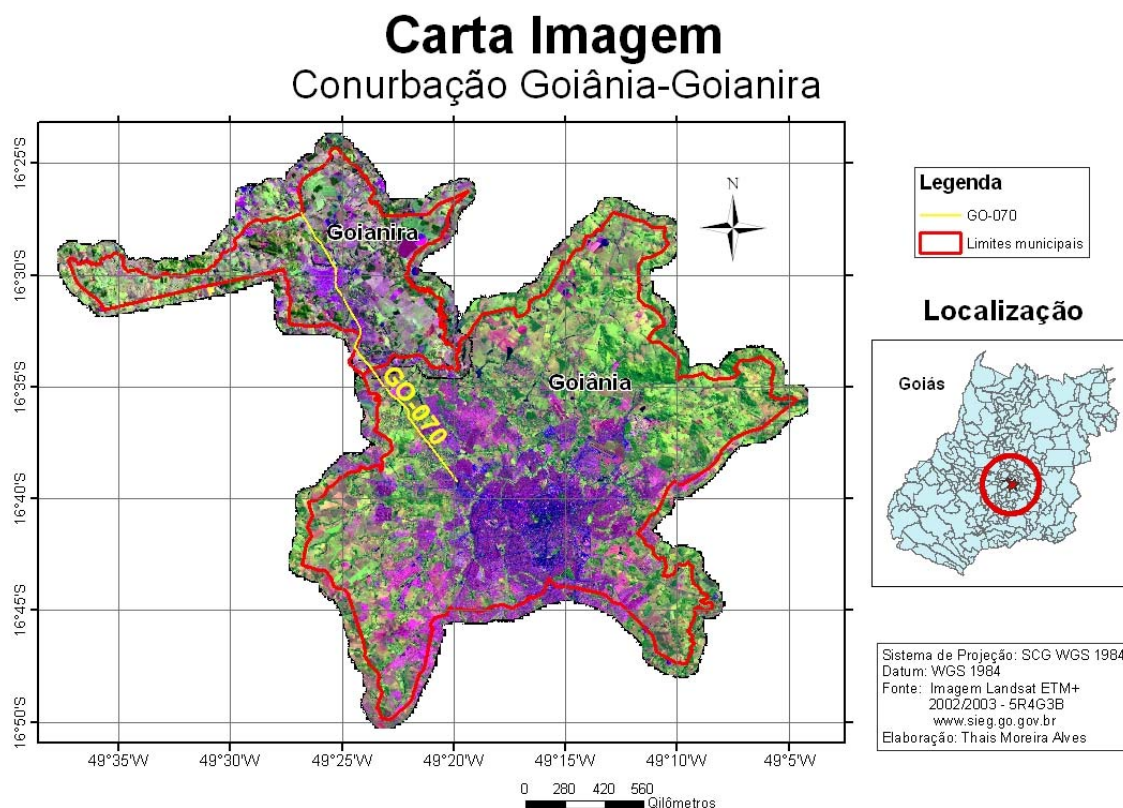 Carta Imagem
Conurbação Goiânia-Goianira
16°25'S
16°30'S
16°35'S
16°40'S
16°45'S
16°50'S
Goianira
N
Goiânia
GO-070
49°35'W
49°30'W
49°25'W
49°20'W
49°15'W
49°10'W
49°5'W
0 280 420 560
Qilômetros
Legenda
GO-070
Limites municipais
Localização
Goiás
Sistema de Projeção: SCG WGS 1984
Datum: WGS 1984
Fonte: Imagem Landsat ETM+
2002/2003 - 5R4G3B
www.sieg.go.gov.br
Elaboração: Thais Moreira Alves